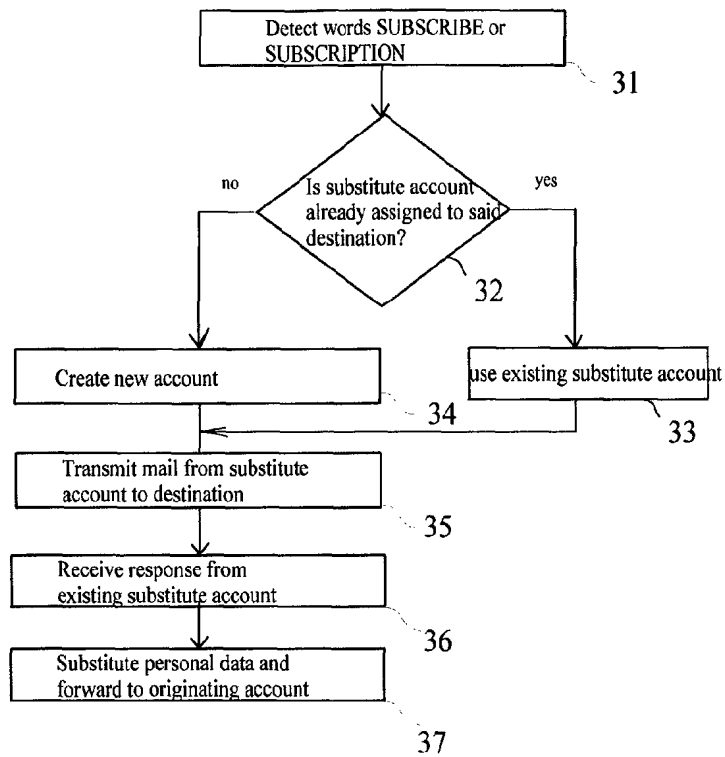 Detect words SUBSCRIBE or
SUBSCRIPTION
31
no
yes
Is substitute account
already assigned to said
destination?
32
Create new account
34
use existing substitute account
33
Transmit mail from substitute
account to destination
35
Receive response from
existing substitute account
36
Substitute personal data and
forward to originating account
37